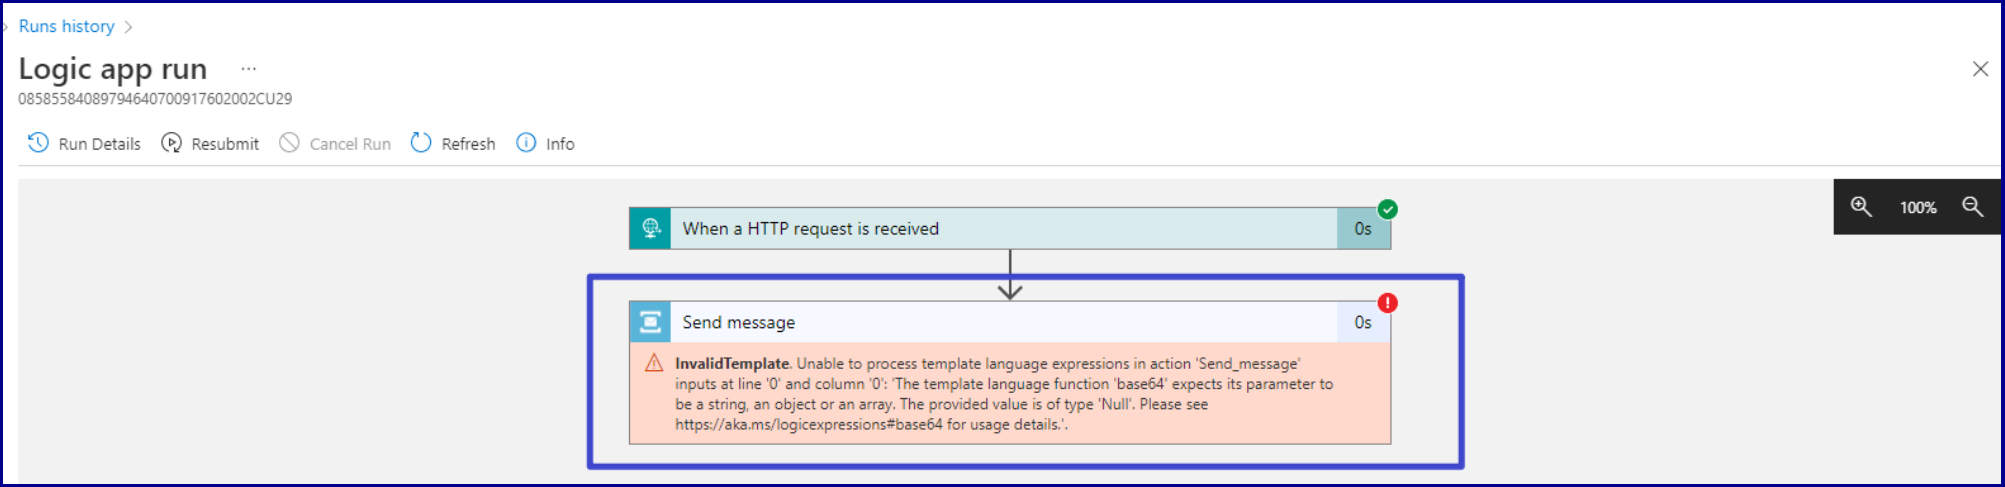 Runs history
Logic app run ...
08585584089794640700917602002CU29
Run Details Resubmit Cancel Run Refresh Info
100%
When a HTTP request is received 0s
Send message 0s
InvalidTemplate. Unable to process template language expressions in action 'Send_message'
inputs at line '0' and column '0': 'The template language function 'base64' expects its parameter to
be a string, an object or an array. The provided value is of type 'Null'. Please see
https://aka.ms/logicexpressions#base64 for usage details.'.